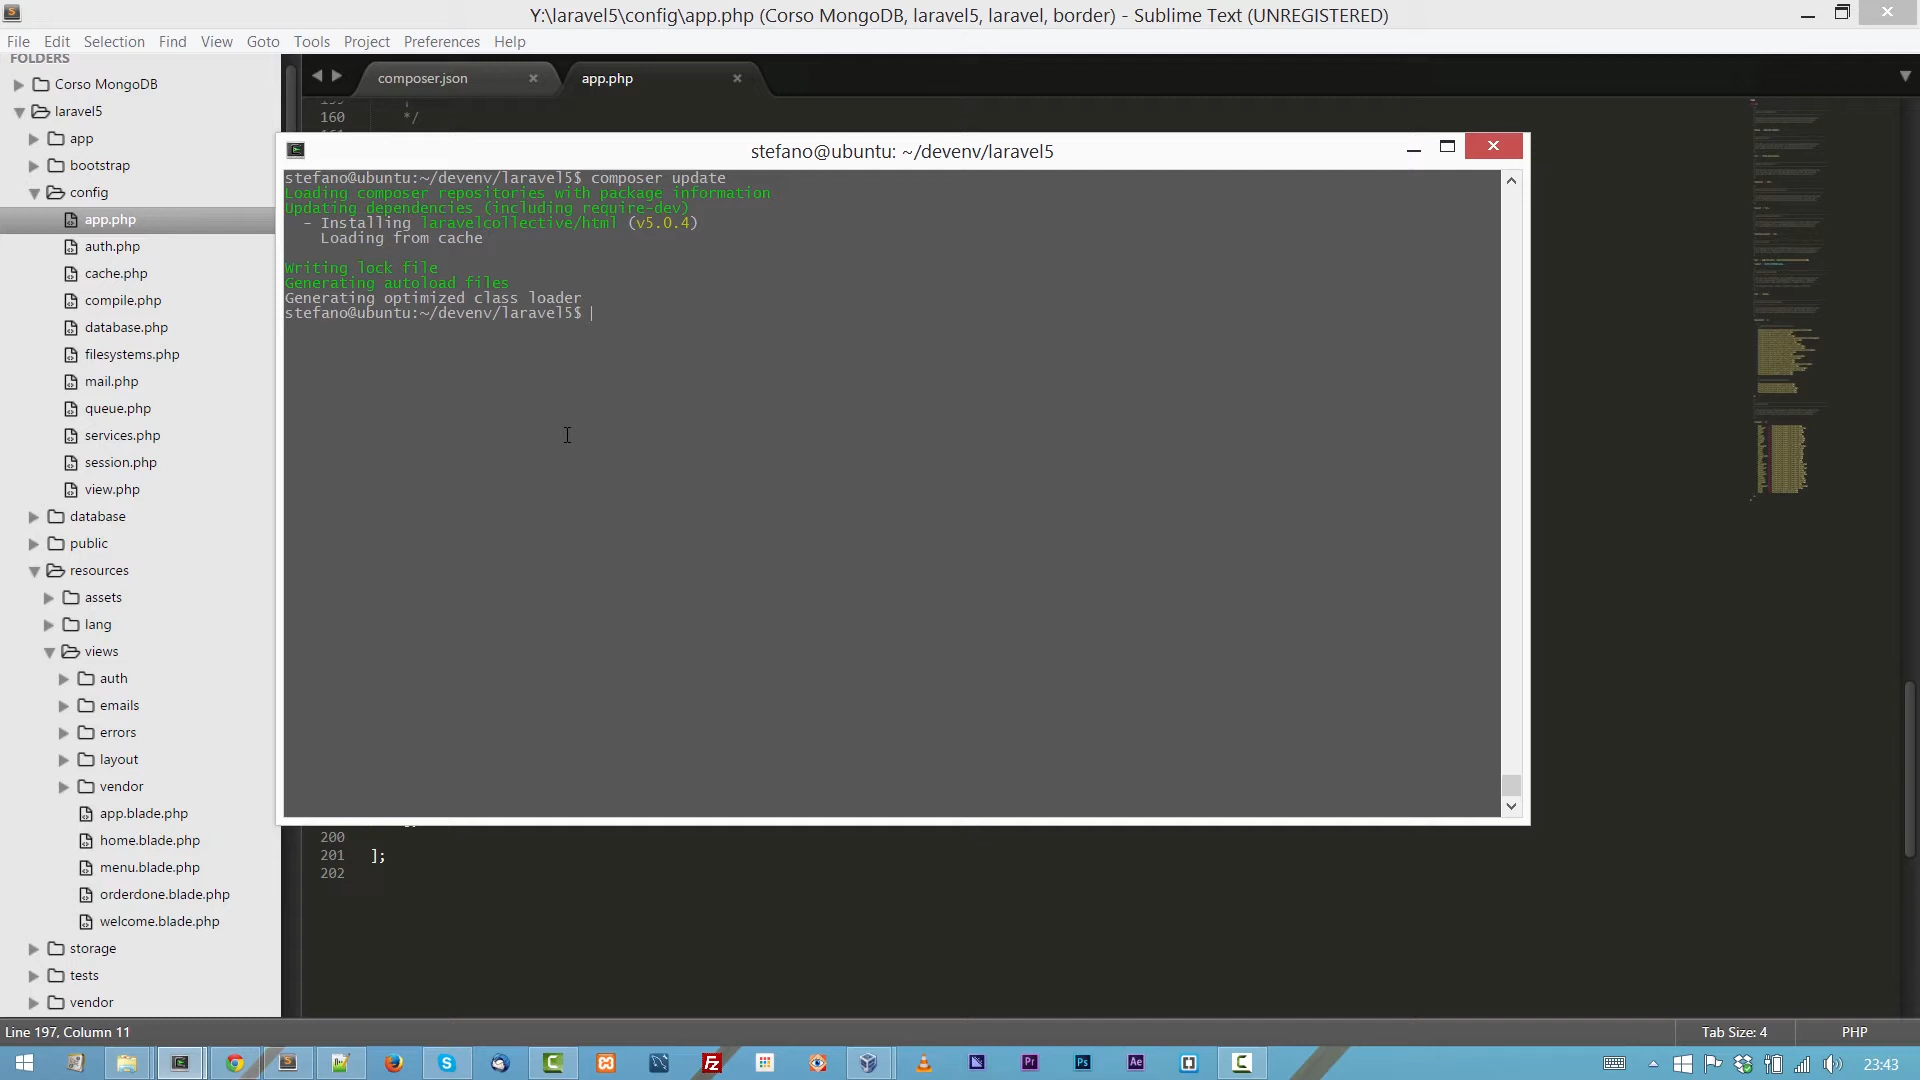 Y:\laravel5\config\app.php (Corso MongoDB, laravel5, laravel, border) - Sublime Text (UNREGISTERED)
File Edit Selection Find View Goto Tools Project Preferences Help
FOLDERS
Corso MongoDB
laravel5
app
bootstrap
config
app.php
auth.php
cache.php
compile.php
database.php
filesystems.php
mail.php
queue.php
services.php
session.php
view.php
database
public
resources
assets
lang
views
auth
emails
errors
layout
vendor
app.blade.php
home.blade.php
menu.blade.php
orderdone.blade.php
welcome.blade.php
storage
tests
vendor
composer.json
app.php
160 */
stefano@ubuntu: ~/devenv/laravel5
stefano@ubuntu:~/devenv/laravel5$ composer update
Loading composer repositories with package information
Updating dependencies (including require-dev)
- Installing laravelcollective/html (v5.0.4)
Loading from cache
Writing lock file
Generating autoload files
Generating optimized class loader
stefano@ubuntu:~/devenv/laravel5$
200
201 ];
202
Line 197, Column 11
Tab Size: 4
PHP
23:43